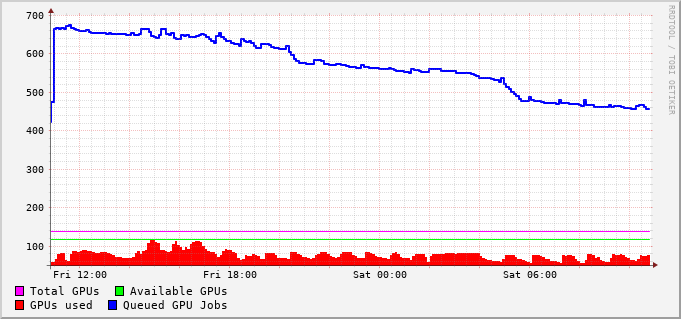 700
600
500
400
300
200
100
Fri 12:00 Fri 18:00 Sat 00:00 Sat 06:00
Total GPUs Available GPUs
GPUs used Queued GPU Jobs
RRDTOOL / TOBI OETIKER